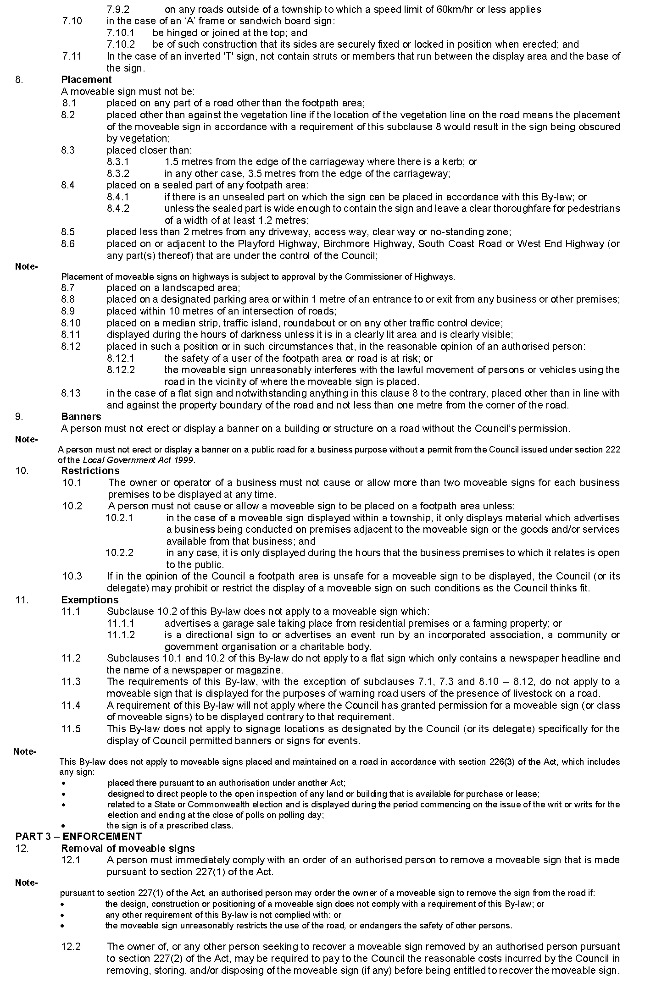 7.9.2 on any roads outside of a township to which a speed limit of 60km/hr or less applies
7.10 in the case of an ‘A’ frame or sandwich board sign:
7.10.1 be hinged or joined at the top; and
7.10.2 be of such construction that its sides are securely fixed or locked in position when erected; and
7.11 In the case of an inverted 'T' sign, not contain struts or members that run between the display area and the base of
the sign.
8. Placement
A moveable sign must not be:
8.1 placed on any part of a road other than the footpath area;
8.2 placed other than against the vegetation line if the location of the vegetation line on the road means the placement
of the moveable sign in accordance with a requirement of this subclause 8 would result in the sign being obscured
by vegetation;
8.3 placed closer than:
8.3.1 1.5 metres from the edge of the carriageway where there is a kerb; or
8.3.2 in any other case, 3.5 metres from the edge of the carriageway;
8.4 placed on a sealed part of any footpath area:
8.4.1 if there is an unsealed part on which the sign can be placed in accordance with this By-law; or
8.4.2 unless the sealed part is wide enough to contain the sign and leave a clear thoroughfare for pedestrians
of a width of at least 1.2 metres;
8.5 placed less than 2 metres from any driveway, access way, clear way or no-standing zone;
8.6 placed on or adjacent to the Playford Highway, Birchmore Highway, South Coast Road or West End Highway (or
any part(s) thereof) that are under the control of the Council;
Note-
Placement of moveable signs on highways is subject to approval by the Commissioner of Highways.
8.7 placed on a landscaped area;
8.8 placed on a designated parking area or within 1 metre of an entrance to or exit from any business or other premises;
8.9 placed within 10 metres of an intersection of roads;
8.10 placed on a median strip, traffic island, roundabout or on any other traffic control device;
8.11 displayed during the hours of darkness unless it is in a clearly lit area and is clearly visible;
8.12 placed in such a position or in such circumstances that, in the reasonable opinion of an authorised person:
8.12.1 the safety of a user of the footpath area or road is at risk; or
8.12.2 the moveable sign unreasonably interferes with the lawful movement of persons or vehicles using the
road in the vicinity of where the moveable sign is placed.
8.13 in the case of a flat sign and notwithstanding anything in this clause 8 to the contrary, placed other than in line with
and against the property boundary of the road and not less than one metre from the corner of the road.
9. Banners
A person must not erect or display a banner on a building or structure on a road without the Council’s permission.
Note-
A person must not erect or display a banner on a public road for a business purpose without a permit from the Council issued under section 222
of the Local Government Act 1999.
10. Restrictions
10.1 The owner or operator of a business must not cause or allow more than two moveable signs for each business
premises to be displayed at any time.
10.2 A person must not cause or allow a moveable sign to be placed on a footpath area unless:
10.2.1 in the case of a moveable sign displayed within a township, it only displays material which advertises
a business being conducted on premises adjacent to the moveable sign or the goods and/or services
available from that business; and
10.2.2 in any case, it is only displayed during the hours that the business premises to which it relates is open
to the public.
10.3 If in the opinion of the Council a footpath area is unsafe for a moveable sign to be displayed, the Council (or its
delegate) may prohibit or restrict the display of a moveable sign on such conditions as the Council thinks fit.
11. Exemptions
11.1 Subclause 10.2 of this By-law does not apply to a moveable sign which:
11.1.1 advertises a garage sale taking place from residential premises or a farming property; or
11.1.2 is a directional sign to or advertises an event run by an incorporated association, a community or
government organisation or a charitable body.
11.2 Subclauses 10.1 and 10.2 of this By-law do not apply to a flat sign which only contains a newspaper headline and
the name of a newspaper or magazine.
11.3 The requirements of this By-law, with the exception of subclauses 7.1, 7.3 and 8.10 – 8.12, do not apply to a
moveable sign that is displayed for the purposes of warning road users of the presence of livestock on a road.
11.4 A requirement of this By-law will not apply where the Council has granted permission for a moveable sign (or class
of moveable signs) to be displayed contrary to that requirement.
11.5 This By-law does not apply to signage locations as designated by the Council (or its delegate) specifically for the
display of Council permitted banners or signs for events.
Note-
This By-law does not apply to moveable signs placed and maintained on a road in accordance with section 226(3) of the Act, which includes
any sign:
• placed there pursuant to an authorisation under another Act;
• designed to direct people to the open inspection of any land or building that is available for purchase or lease;
• related to a State or Commonwealth election and is displayed during the period commencing on the issue of the writ or writs for the
election and ending at the close of polls on polling day;
• the sign is of a prescribed class.
PART 3 – ENFORCEMENT
12. Removal of moveable signs
12.1 A person must immediately comply with an order of an authorised person to remove a moveable sign that is made
pursuant to section 227(1) of the Act.
Note-
pursuant to section 227(1) of the Act, an authorised person may order the owner of a moveable sign to remove the sign from the road if:
• the design, construction or positioning of a moveable sign does not comply with a requirement of this By-law; or
• any other requirement of this By-law is not complied with; or
• the moveable sign unreasonably restricts the use of the road, or endangers the safety of other persons.
12.2 The owner of, or any other person seeking to recover a moveable sign removed by an authorised person pursuant
to section 227(2) of the Act, may be required to pay to the Council the reasonable costs incurred by the Council in
removing, storing, and/or disposing of the moveable sign (if any) before being entitled to recover the moveable sign.